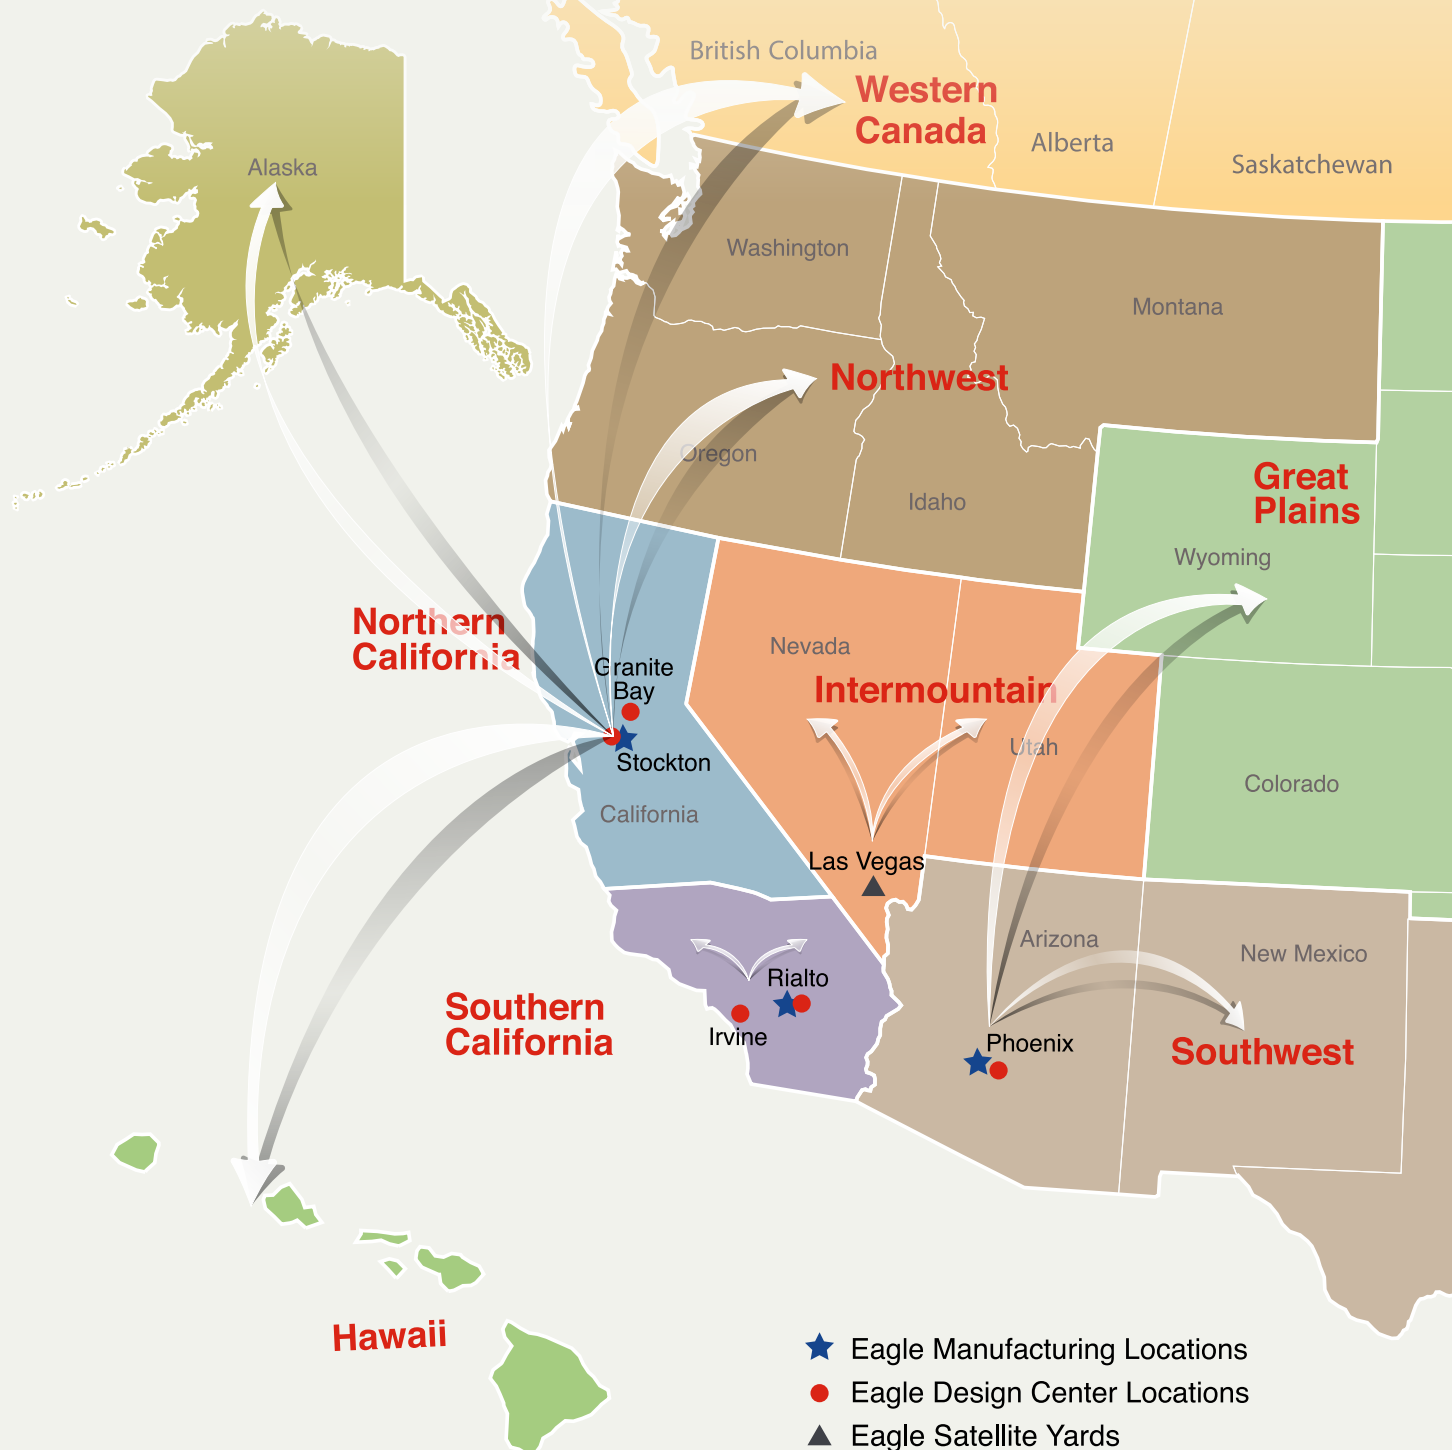 British Columbia
Western
Canada
Alberta
Saskatchewan
Alaska
Washington
Montana
Northwest
Oregon
Idaho
Great
Plains
Wyoming
Northern
California
Granite
Bay
Nevada
Intermountain
Utah
Stockton
Colorado
California
Las Vegas
Arizona
New Mexico
Rialto
Southern
California
Irvine
Phoenix
Southwest
Hawaii
Eagle Manufacturing Locations
Eagle Design Center Locations
Eagle Satellite Yards